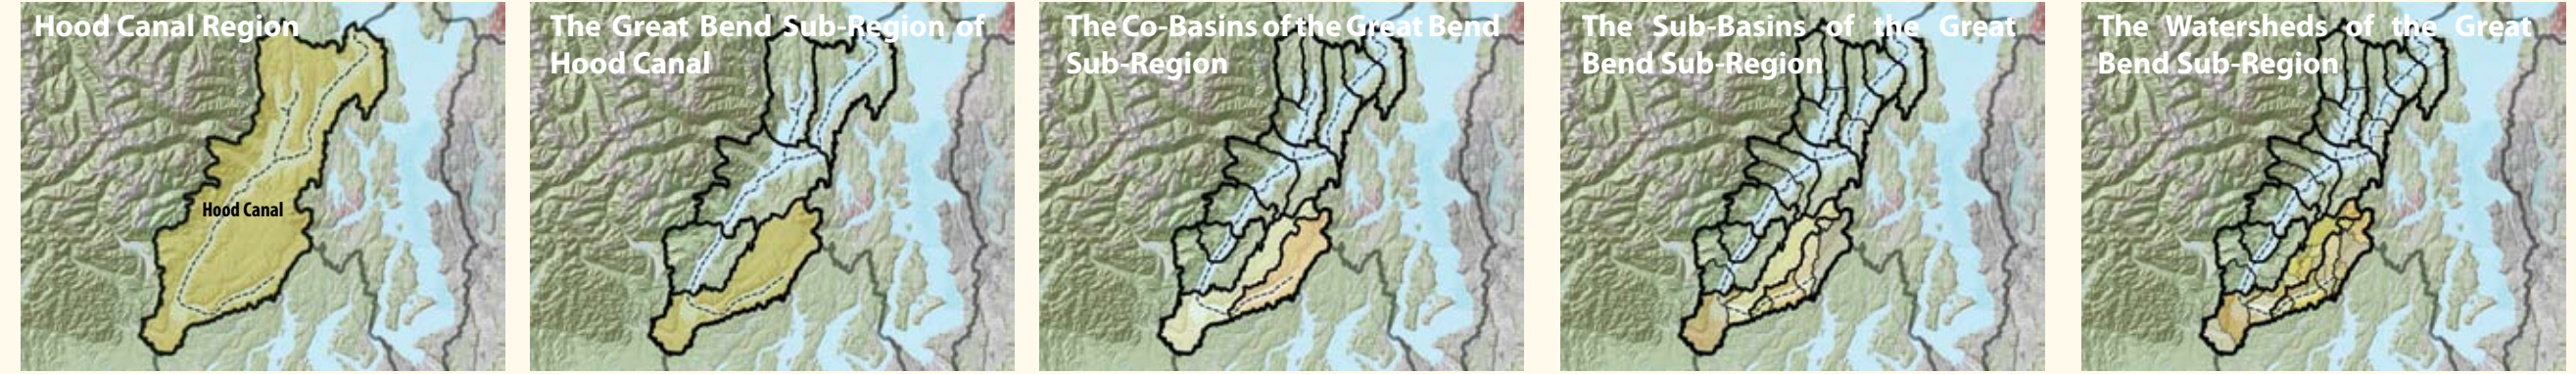 Hood Canal Region
Hood Canal
The Great Bend Sub-Region of
Hood Canal
The Co-Basins of the Great Bend
Sub-Region
The Sub-Basins of the Great
Bend Sub-Region
The Watersheds of the Great
Bend Sub-Region